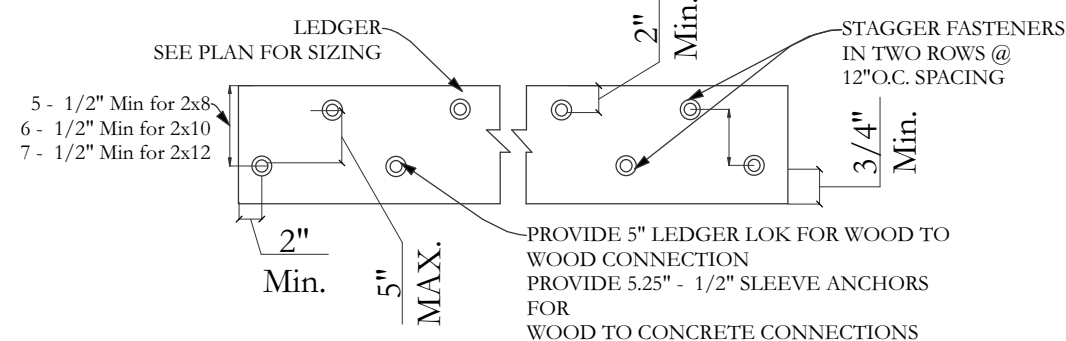 LEDGER
SEE PLAN FOR SIZING
2"
Min.
STAGGER FASTENERS
IN TWO ROWS @
12"O.C. SPACING
5 - 1/2" Min for 2x8
6 - 1/2" Min for 2x10
7 - 1/2" Min for 2x12
3/4"
Min.
2"
Min.
5"
MAX.
PROVIDE 5" LEDGER LOK FOR WOOD TO
WOOD CONNECTION
PROVIDE 5.25" - 1/2" SLEEVE ANCHORS
FOR
WOOD TO CONCRETE CONNECTIONS